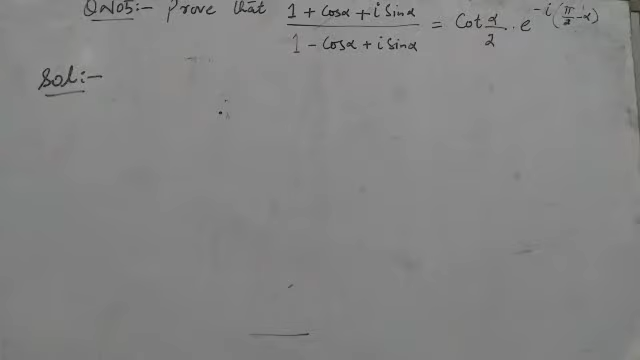 Q.No5:- Prove that (1 + Cosα + i Sinα)/(1 - Cosα + i Sinα) = Cot α/2 . e^(-i(π/2 - α))
Sol:-